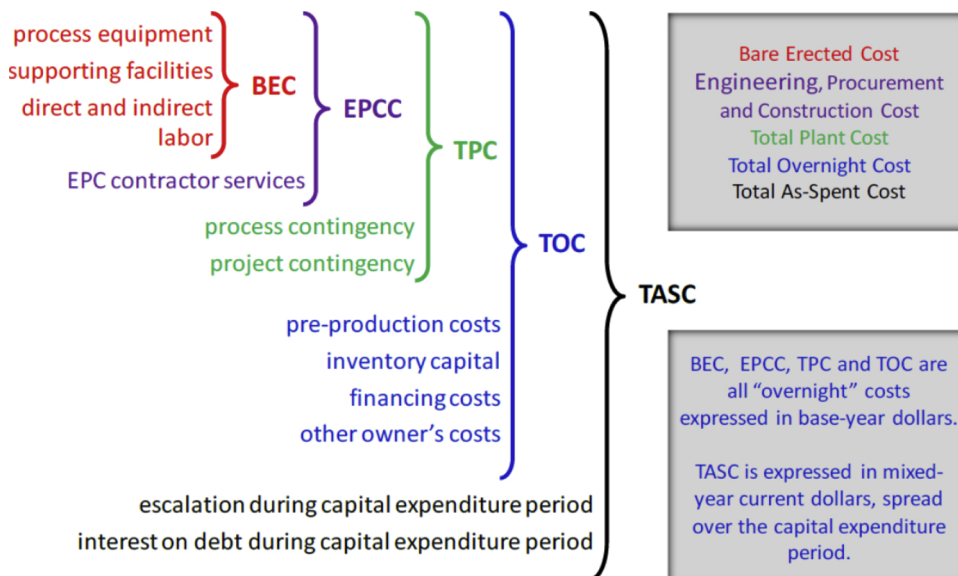 process equipment
supporting facilities
direct and indirect
labor
BEC
EPCC
EPC contractor services
TPC
process contingency
project contingency
TOC
pre-production costs
inventory capital
financing costs
other owner's costs
TASC
escalation during capital expenditure period
interest on debt during capital expenditure period
Bare Erected Cost
Engineering, Procurement
and Construction Cost
Total Plant Cost
Total Overnight Cost
Total As-Spent Cost
BEC, EPCC, TPC and TOC are
all “overnight” costs
expressed in base-year dollars.
TASC is expressed in mixed-
year current dollars, spread
over the capital expenditure
period.